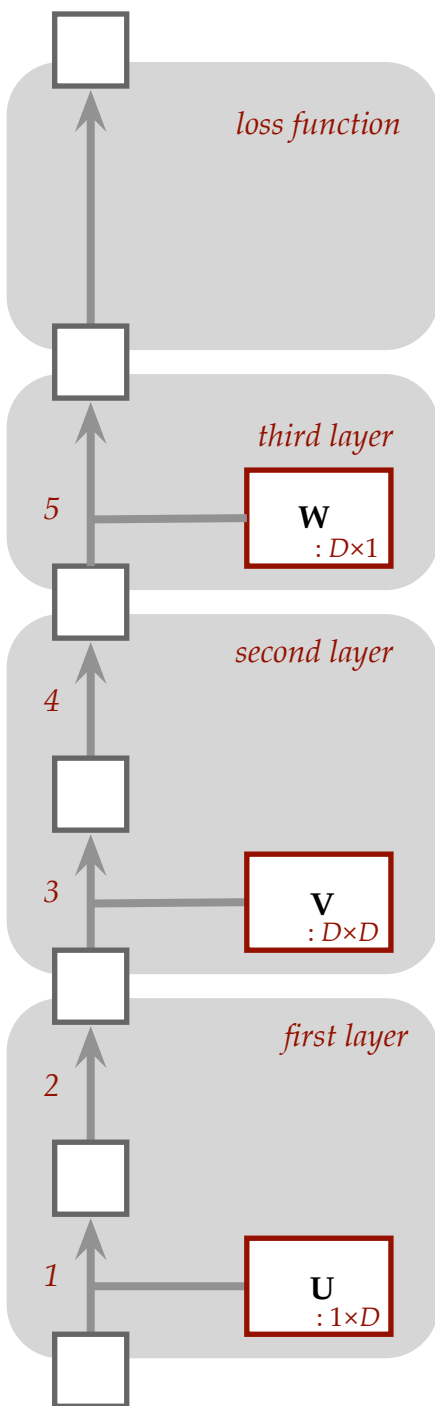 loss function
third layer
5
W
: D×1
second layer
4
3
V
: D×D
first layer
2
1
U
: 1×D